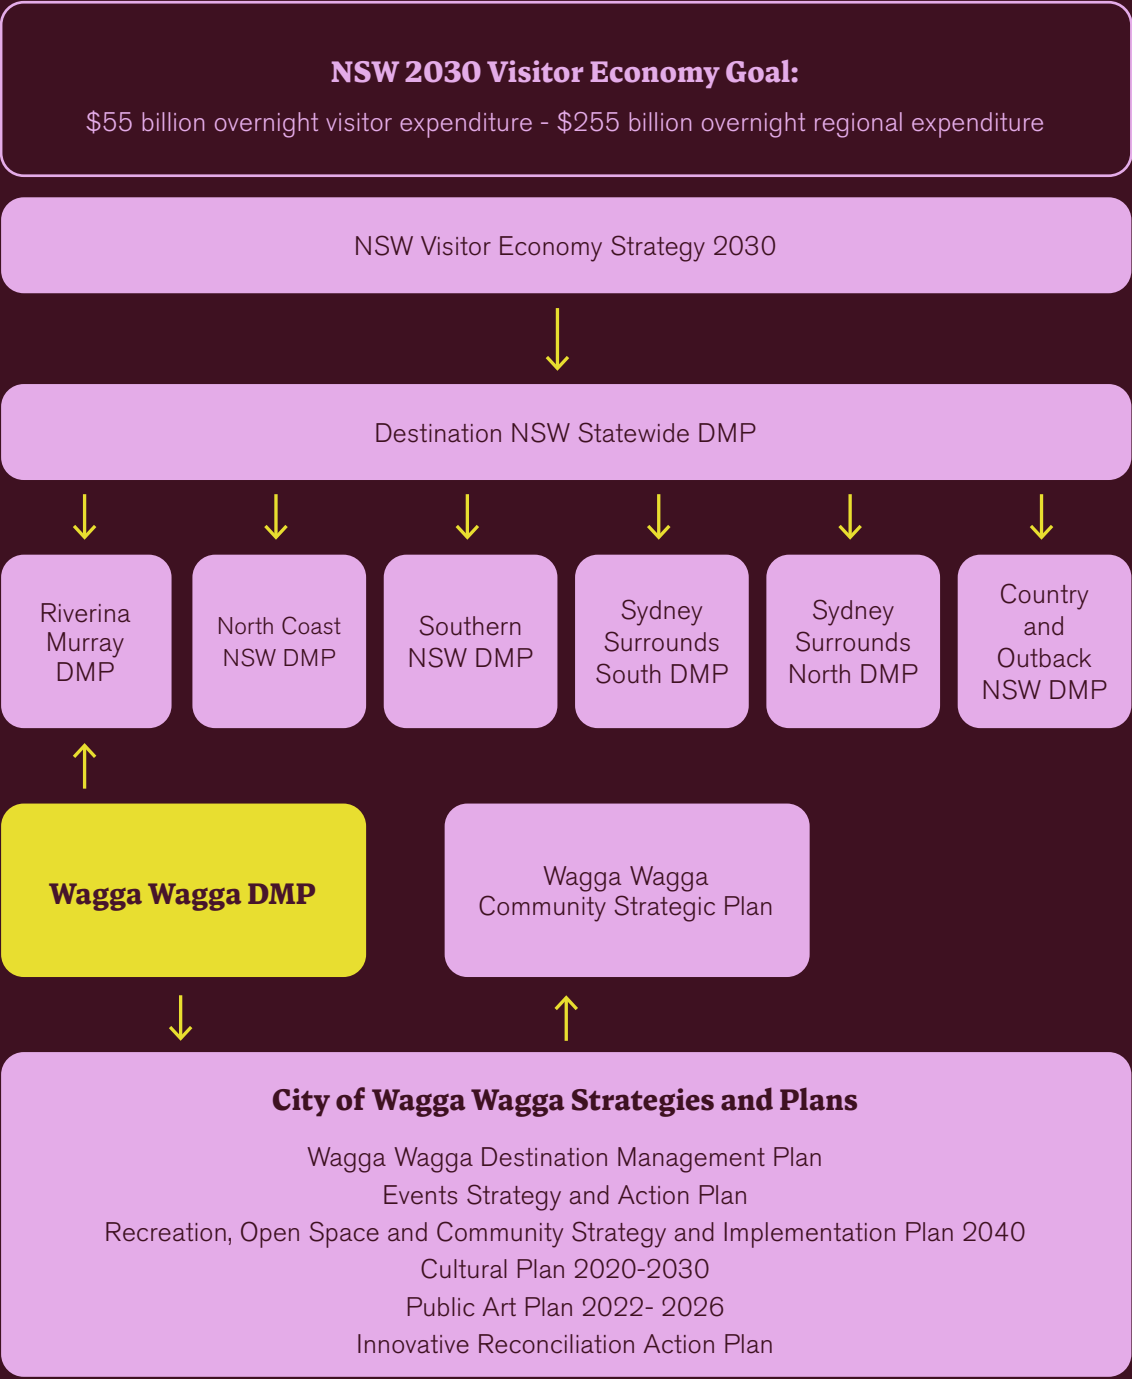 NSW 2030 Visitor Economy Goal:
$55 billion overnight visitor expenditure - $255 billion overnight regional expenditure
NSW Visitor Economy Strategy 2030
Destination NSW Statewide DMP
Riverina
Murray
DMP
North Coast
NSW DMP
Southern
NSW DMP
Sydney
Surrounds
South DMP
Sydney
Surrounds
North DMP
Country
and
Outback
NSW DMP
Wagga Wagga DMP
Wagga Wagga
Community Strategic Plan
City of Wagga Wagga Strategies and Plans
Wagga Wagga Destination Management Plan
Events Strategy and Action Plan
Recreation, Open Space and Community Strategy and Implementation Plan 2040
Cultural Plan 2020-2030
Public Art Plan 2022- 2026
Innovative Reconciliation Action Plan